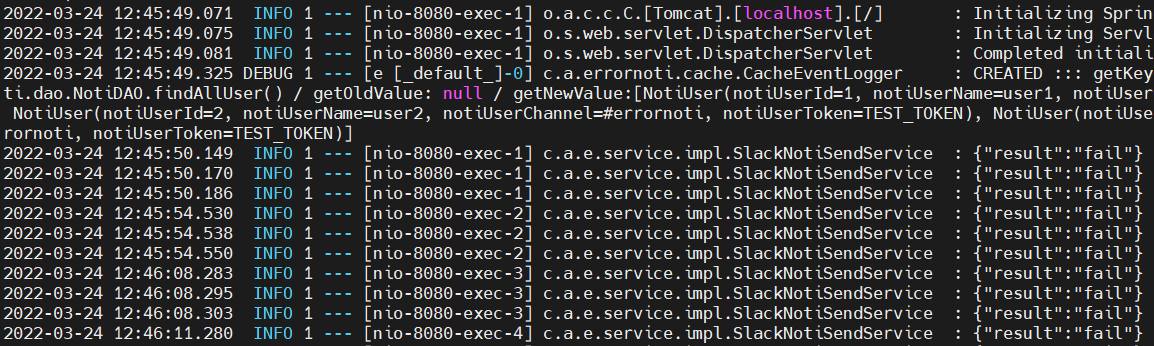 2022-03-24 12:45:49.071  INFO 1 --- [nio-8080-exec-1] o.a.c.c.C.[Tomcat].[localhost].[/]       : Initializing Sprin
2022-03-24 12:45:49.075  INFO 1 --- [nio-8080-exec-1] o.s.web.servlet.DispatcherServlet        : Initializing Servl
2022-03-24 12:45:49.081  INFO 1 --- [nio-8080-exec-1] o.s.web.servlet.DispatcherServlet        : Completed initiali
2022-03-24 12:45:49.325 DEBUG 1 --- [e [_default_]-0] c.a.errornoti.cache.CacheEventLogger     : CREATED ::: getKey
ti.dao.NotiDAO.findAllUser() / getOldValue: null / getNewValue:[NotiUser(notiUserId=1, notiUserName=user1, notiUser
 NotiUser(notiUserId=2, notiUserName=user2, notiUserChannel=#errornoti, notiUserToken=TEST_TOKEN), NotiUser(notiUse
rornoti, notiUserToken=TEST_TOKEN)]
2022-03-24 12:45:50.149  INFO 1 --- [nio-8080-exec-1] c.a.e.service.impl.SlackNotiSendService  : {"result":"fail"}
2022-03-24 12:45:50.170  INFO 1 --- [nio-8080-exec-1] c.a.e.service.impl.SlackNotiSendService  : {"result":"fail"}
2022-03-24 12:45:50.186  INFO 1 --- [nio-8080-exec-1] c.a.e.service.impl.SlackNotiSendService  : {"result":"fail"}
2022-03-24 12:45:54.530  INFO 1 --- [nio-8080-exec-2] c.a.e.service.impl.SlackNotiSendService  : {"result":"fail"}
2022-03-24 12:45:54.538  INFO 1 --- [nio-8080-exec-2] c.a.e.service.impl.SlackNotiSendService  : {"result":"fail"}
2022-03-24 12:45:54.550  INFO 1 --- [nio-8080-exec-2] c.a.e.service.impl.SlackNotiSendService  : {"result":"fail"}
2022-03-24 12:46:08.283  INFO 1 --- [nio-8080-exec-3] c.a.e.service.impl.SlackNotiSendService  : {"result":"fail"}
2022-03-24 12:46:08.295  INFO 1 --- [nio-8080-exec-3] c.a.e.service.impl.SlackNotiSendService  : {"result":"fail"}
2022-03-24 12:46:08.303  INFO 1 --- [nio-8080-exec-3] c.a.e.service.impl.SlackNotiSendService  : {"result":"fail"}
2022-03-24 12:46:11.280  INFO 1 --- [nio-8080-exec-4] c.a.e.service.impl.SlackNotiSendService  : {"result":"fail"}